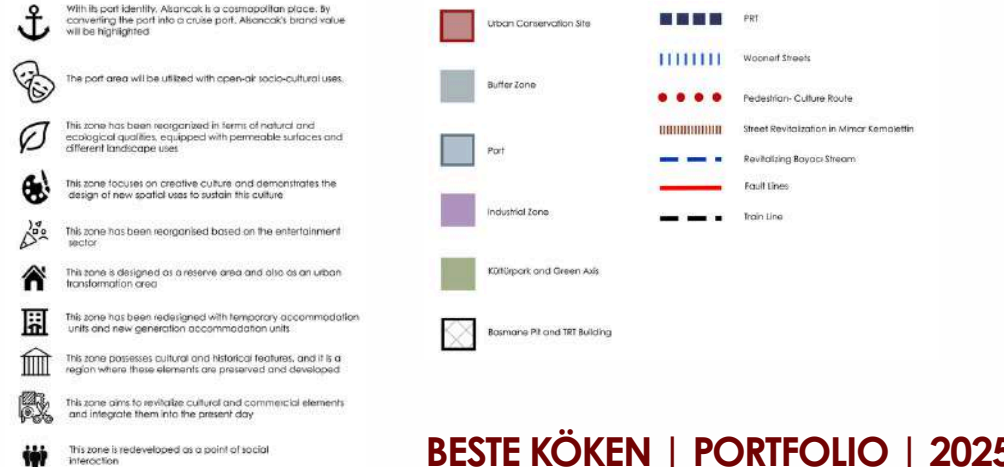 With its port identity, Alsancak is a cosmopolitan place. By
converting the port into a cruise port, Alsancak's brand value
will be highlighted
The port area will be utilized with open-air socio-cultural uses.
This zone has been reorganized in terms of natural and
ecological qualities, equipped with permeable surfaces and
different landscape uses
This zone focuses on creative culture and demonstrates the
design of new spatial uses to sustain this culture
This zone has been reorganised based on the entertainment
sector
This zone is designed as a reserve area and also as an urban
transformation area
This zone has been redesigned with temporary accommodation
units and new generation accommodation units
This zone possesses cultural and historical features, and it is a
region where these elements are preserved and developed
This zone aims to revitalize cultural and commercial elements
and integrate them into the present day
This zone is redeveloped as a point of social
interaction
Urban Conservation Site
Buffer Zone
Port
Industrial Zone
Kültürpark and Green Axis
Basmane Pit and TRT Building
PRT
Woonerf Streets
Pedestrian- Culture Route
Street Revitalization in Mimar Kemalettin
Revitalizing Boyacı Stream
Fault Lines
Train Line
BESTE KÖKEN | PORTFOLIO | 2025